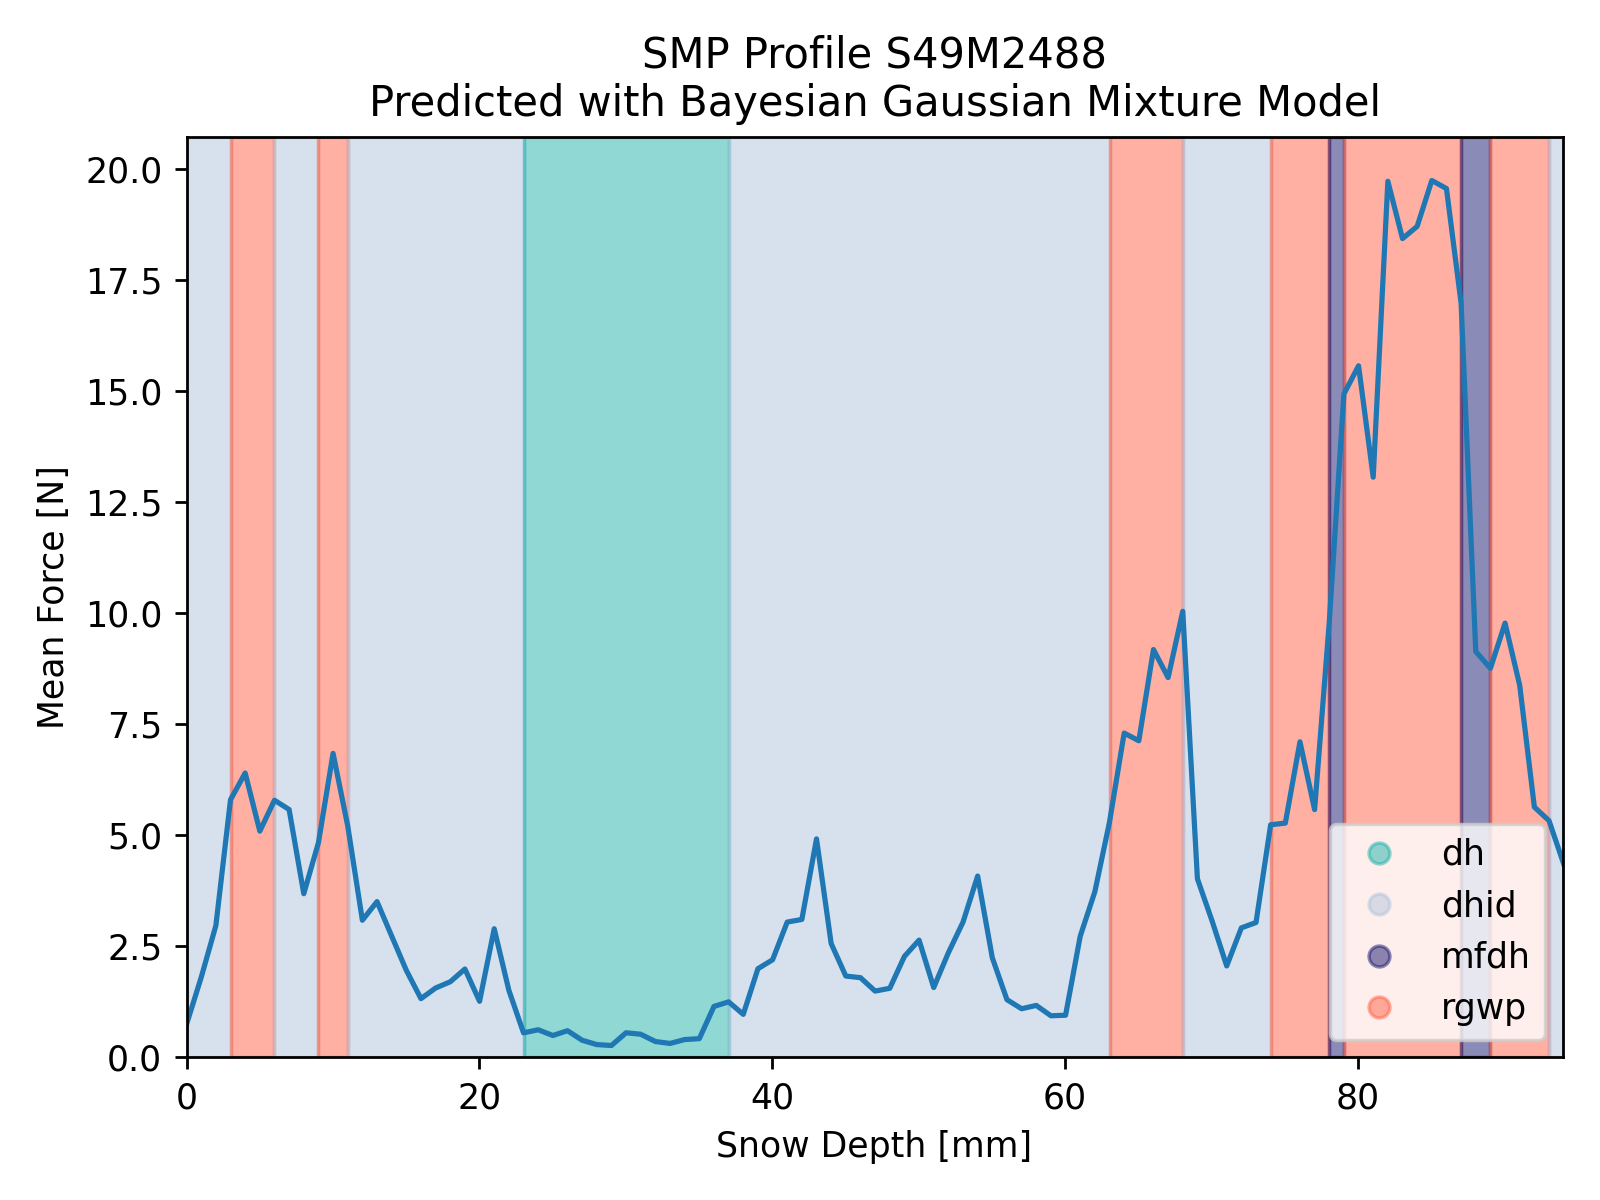 SMP Profile S49M2488
Predicted with Bayesian Gaussian Mixture Model
20.0
17.5
15.0
12.5
10.0
7.5
5.0
2.5
0.0
Mean Force [N]
dh
dhid
mfdh
rgwp
0 20 40 60 80
Snow Depth [mm]